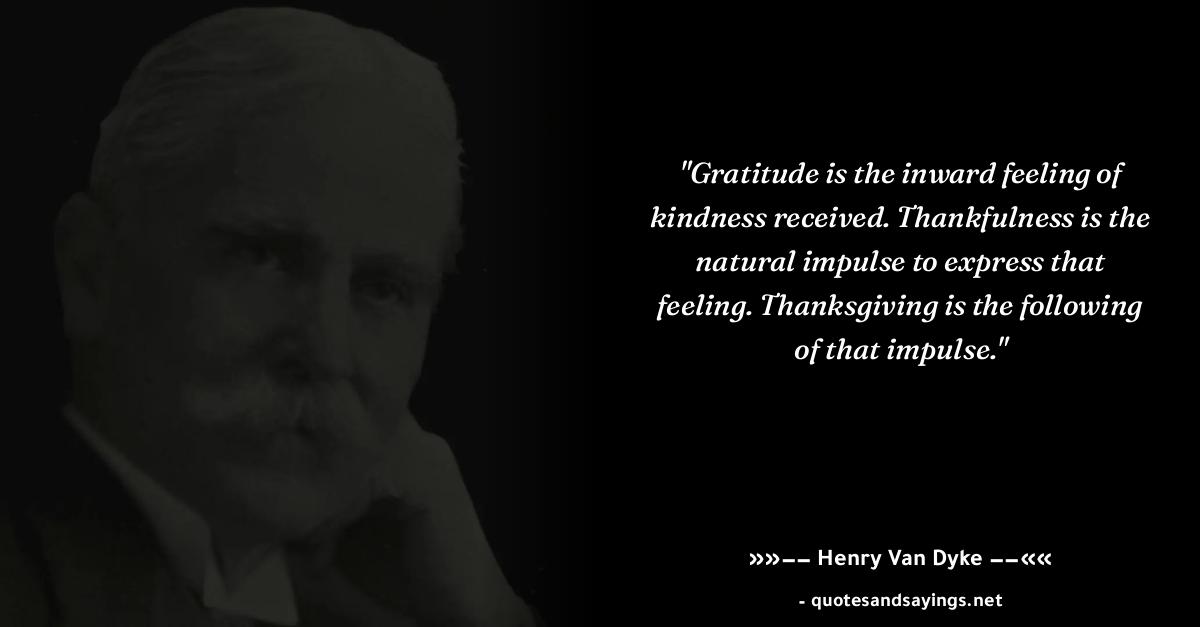 "Gratitude is the inward feeling of
kindness received. Thankfulness is the
natural impulse to express that
feeling. Thanksgiving is the following
of that impulse."
»»−− Henry Van Dyke −−««
- quotesandsayings.net